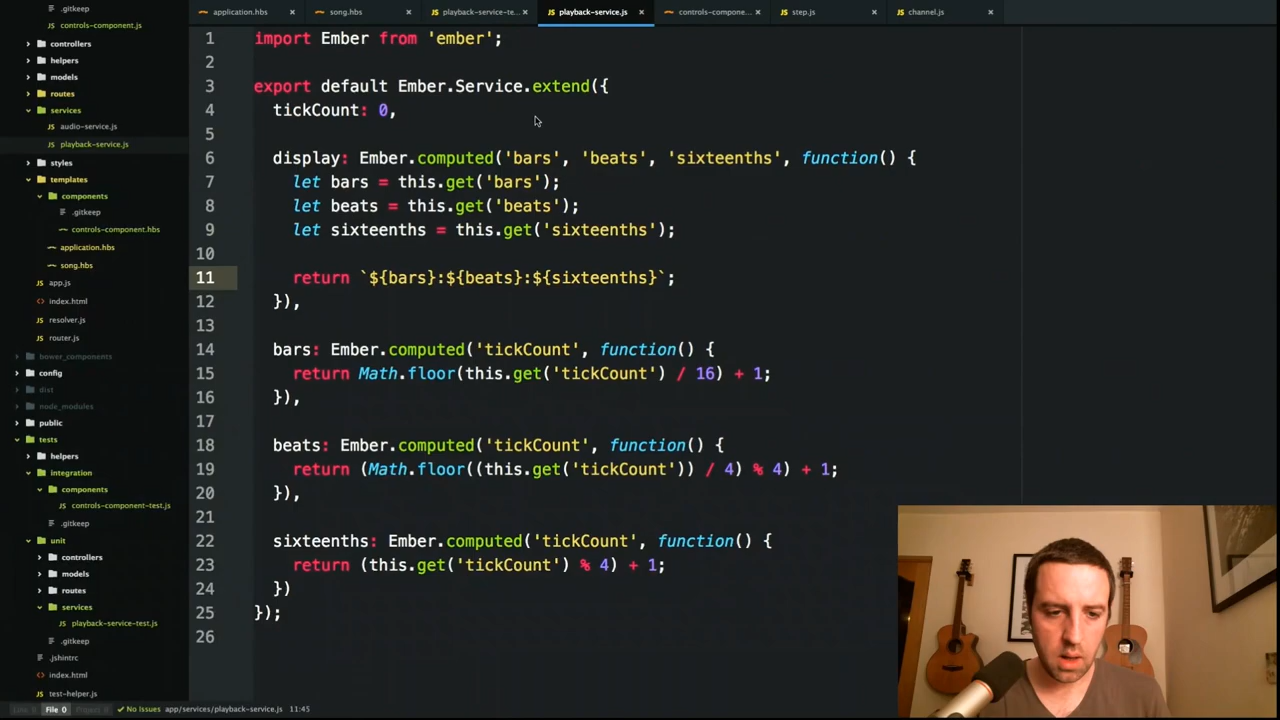 controls-component.js
controllers
helpers
models
routes
services
audio-service.js
playback-service.js
styles
templates
components
.gitkeep
controls-component.hbs
application.hbs
song.hbs
app.js
index.html
resolver.js
router.js
bower_components
config
dist
node_modules
public
tests
helpers
integration
components
controls-component-test.js
.gitkeep
unit
controllers
models
routes
services
playback-service-test.js
.gitkeep
.jshintrc
index.html
test-helper.js
application.hbs
song.hbs
playback-service-te...
playback-service.js
controls-compone...
step.js
channel.js
1 import Ember from 'ember';
2
3 export default Ember.Service.extend({
4 tickCount: 0,
5
6 display: Ember.computed('bars', 'beats', 'sixteenths', function() {
7 let bars = this.get('bars');
8 let beats = this.get('beats');
9 let sixteenths = this.get('sixteenths');
10
11 return `${bars}:${beats}:${sixteenths}`;
12 }),
13
14 bars: Ember.computed('tickCount', function() {
15 return Math.floor(this.get('tickCount') / 16) + 1;
16 }),
17
18 beats: Ember.computed('tickCount', function() {
19 return (Math.floor((this.get('tickCount')) / 4) % 4) + 1;
20 }),
21
22 sixteenths: Ember.computed('tickCount', function() {
23 return (this.get('tickCount') % 4) + 1;
24 })
25 });
26
File 0
No Issues app/services/playback-service.js 11:45